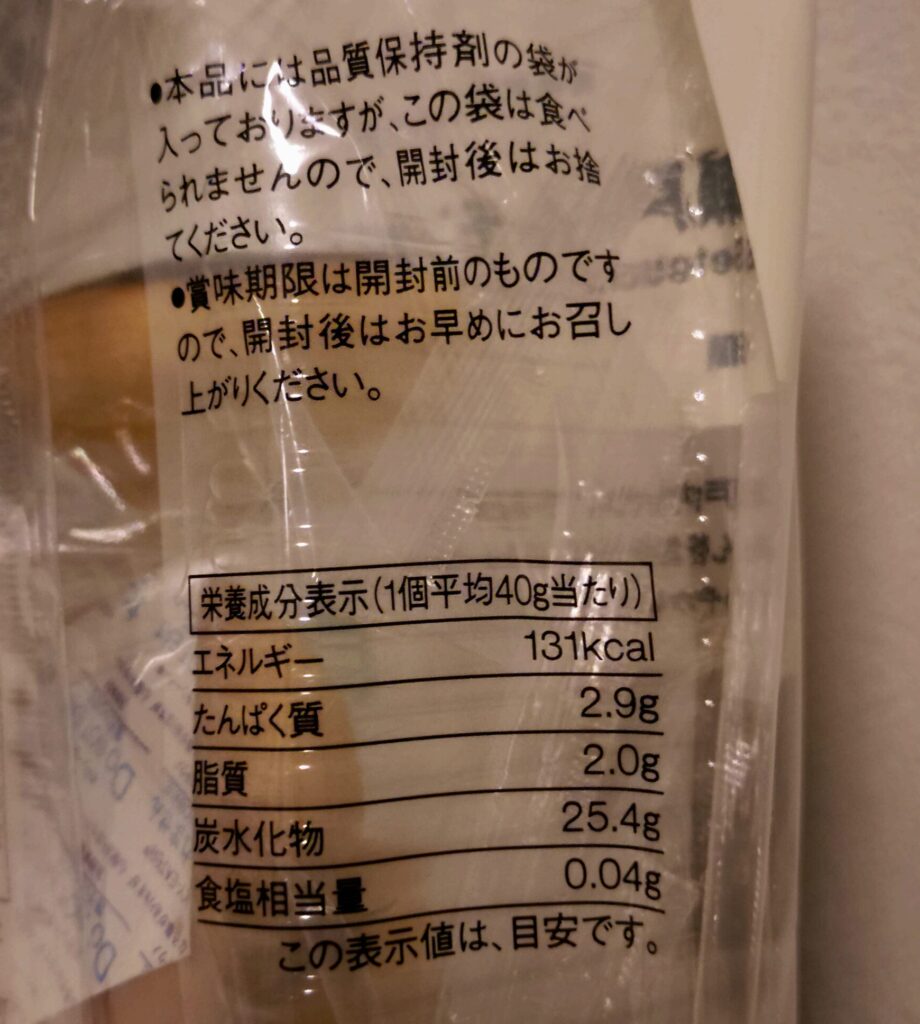 ●本品には品質保持剤の袋が
入っておりますが、この袋は食べ
られませんので、開封後はお捨
てください。
●賞味期限は開封前のものです
ので、開封後はお早めにお召し
上がりください。
栄養成分表示(1個平均40g当たり)
エネルギー 131kcal
たんぱく質 2.9g
脂質 2.0g
炭水化物 25.4g
食塩相当量 0.04g
この表示値は、目安です。